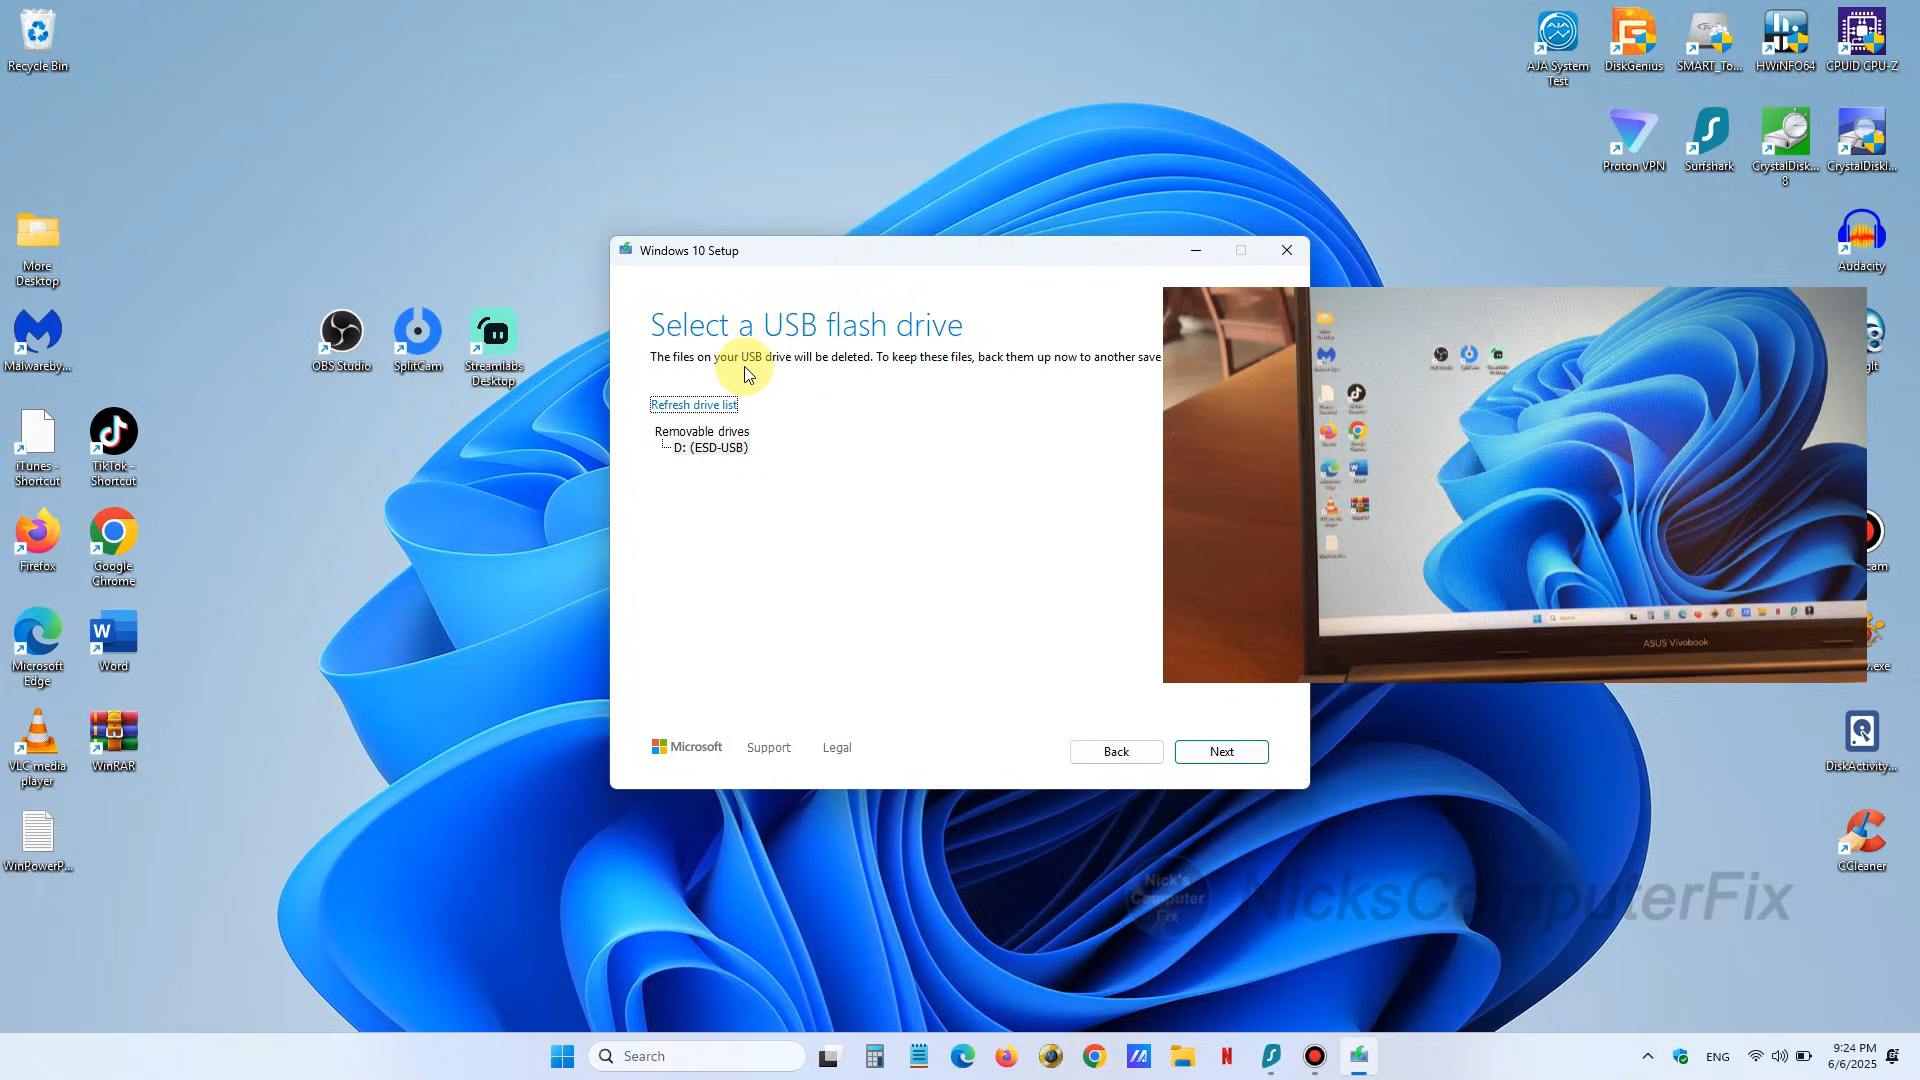 Recycle Bin
AJA System
Test
DiskGenius
SMART_To...
HWiNFO64
CPUID CPU-Z
Proton VPN
Surfshark
CrystalDisk...
8
CrystalDiskI...
More
Desktop
Audacity
Malwareby...
OBS Studio
SplitCam
Streamlabs
Desktop
iTunes -
Shortcut
TikTok -
Shortcut
Firefox
Google
Chrome
Microsoft
Edge
Word
VLC media
player
WinRAR
WinPowerP...
DiskActivity...
CCleaner
Windows 10 Setup
Select a USB flash drive
The files on your USB drive will be deleted. To keep these files, back them up now to another save
Refresh drive list
Removable drives
D: (ESD-USB)
Microsoft
Support
Legal
Back
Next
ASUS Vivobook
Nick's
Computer
Fix
NicksComputerFix
Search
ENG
9:24 PM
6/6/2025